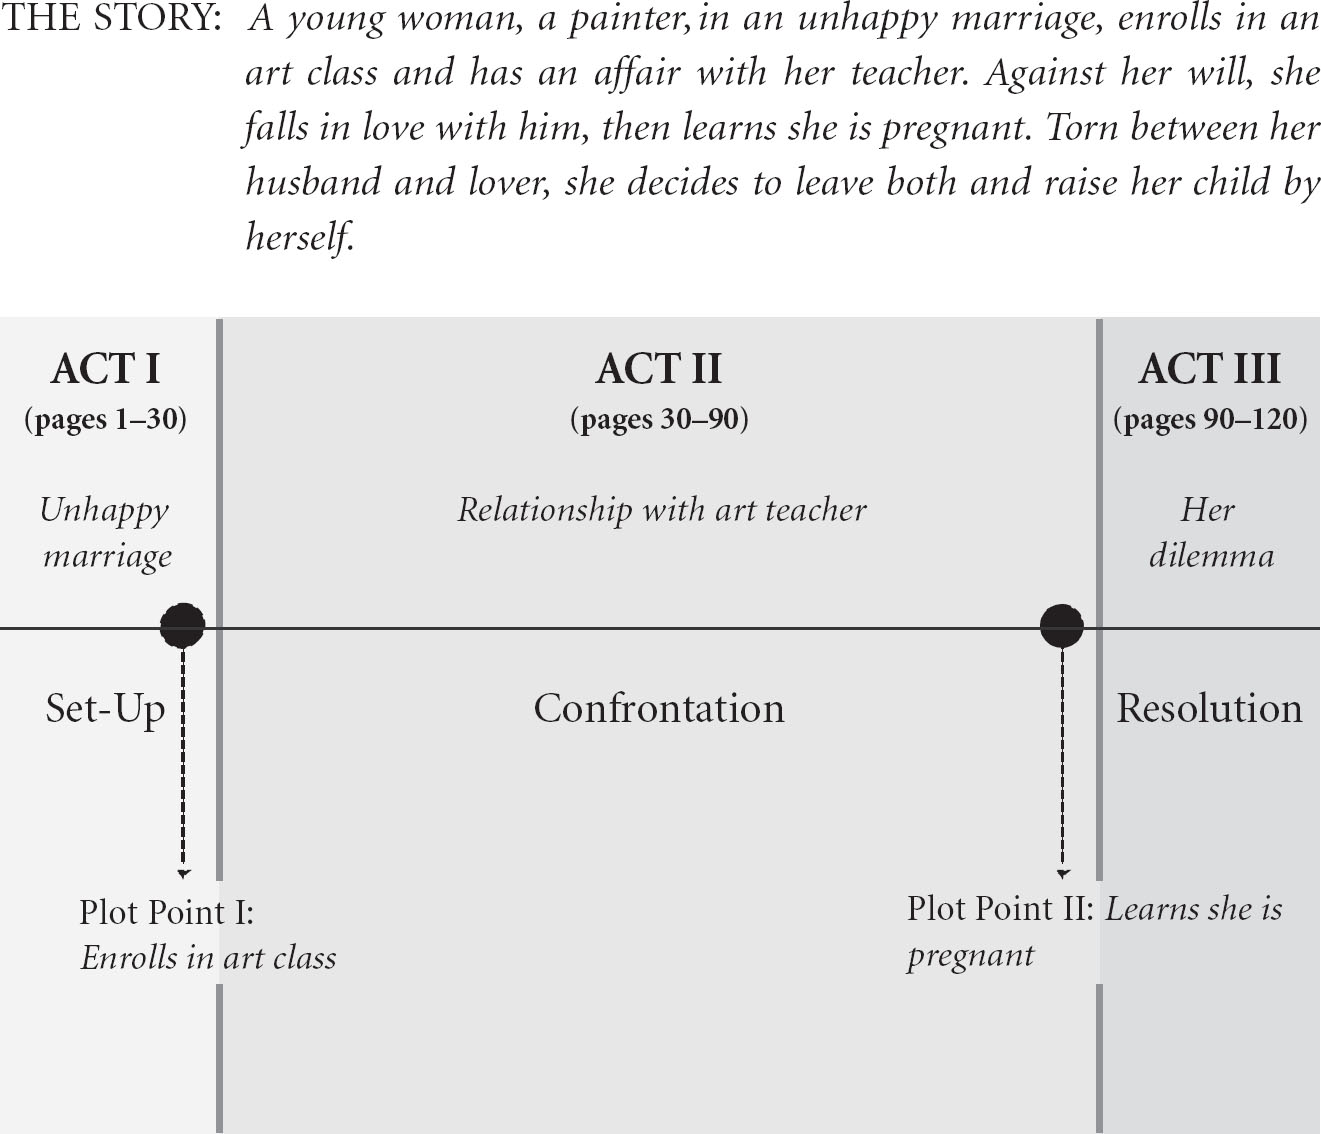 THE STORY: A young woman, a painter, in an unhappy marriage, enrolls in an
art class and has an affair with her teacher. Against her will, she
falls in love with him, then learns she is pregnant. Torn between her
husband and lover, she decides to leave both and raise her child by
herself.
ACT I
(pages 1–30)
Unhappy
marriage
Set-Up
Plot Point I:
Enrolls in art class
ACT II
(pages 30–90)
Relationship with art teacher
Confrontation
Plot Point II: Learns she is
pregnant
ACT III
(pages 90–120)
Her
dilemma
Resolution